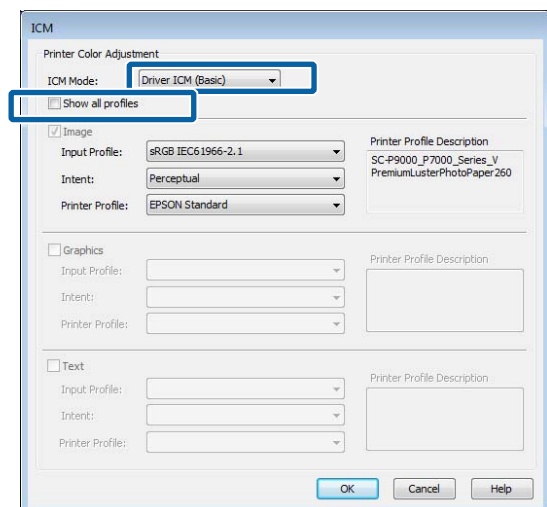 ICM
Printer Color Adjustment
ICM Mode: Driver ICM (Basic)
Show all profiles
Image
Input Profile: sRGB IEC61966-2.1
Intent: Perceptual
Printer Profile: EPSON Standard
Printer Profile Description
SC-P9000_P7000_Series_V
PremiumLusterPhotoPaper260
Graphics
Input Profile:
Intent:
Printer Profile:
Printer Profile Description
Text
Input Profile:
Intent:
Printer Profile:
Printer Profile Description
OK Cancel Help